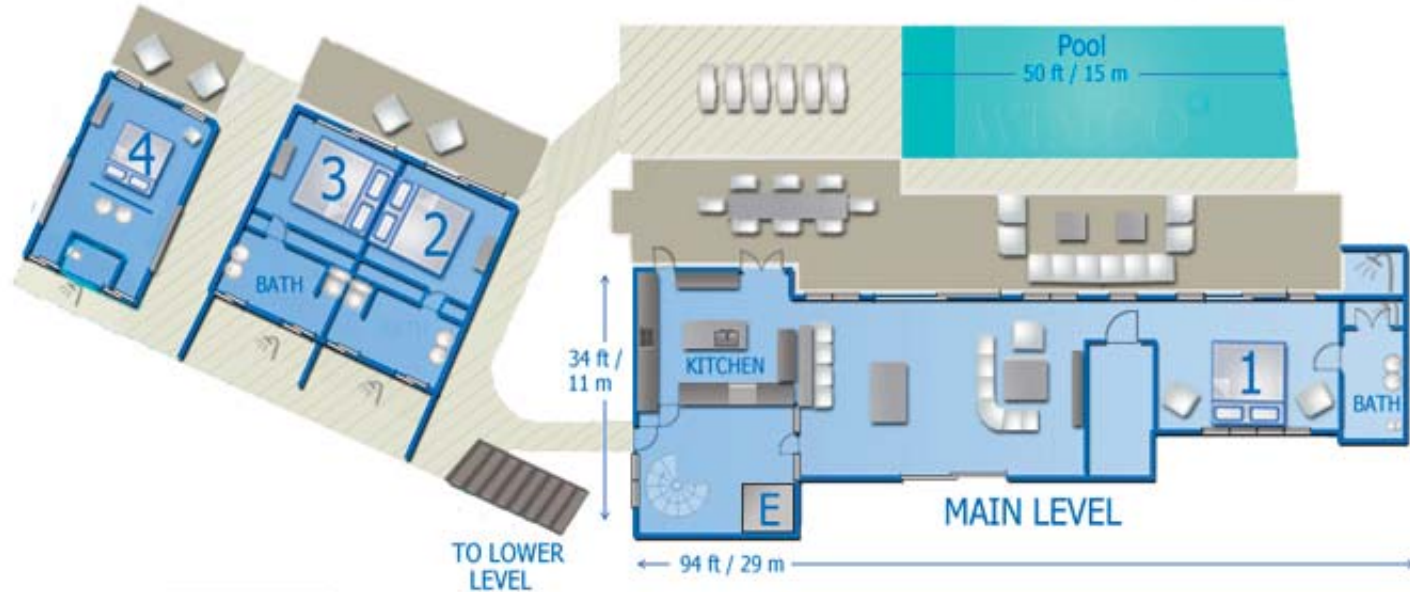 Pool
50 ft / 15 m
4
3
2
BATH
34 ft /
11 m
KITCHEN
1
BATH
E
MAIN LEVEL
TO LOWER
LEVEL
94 ft / 29 m